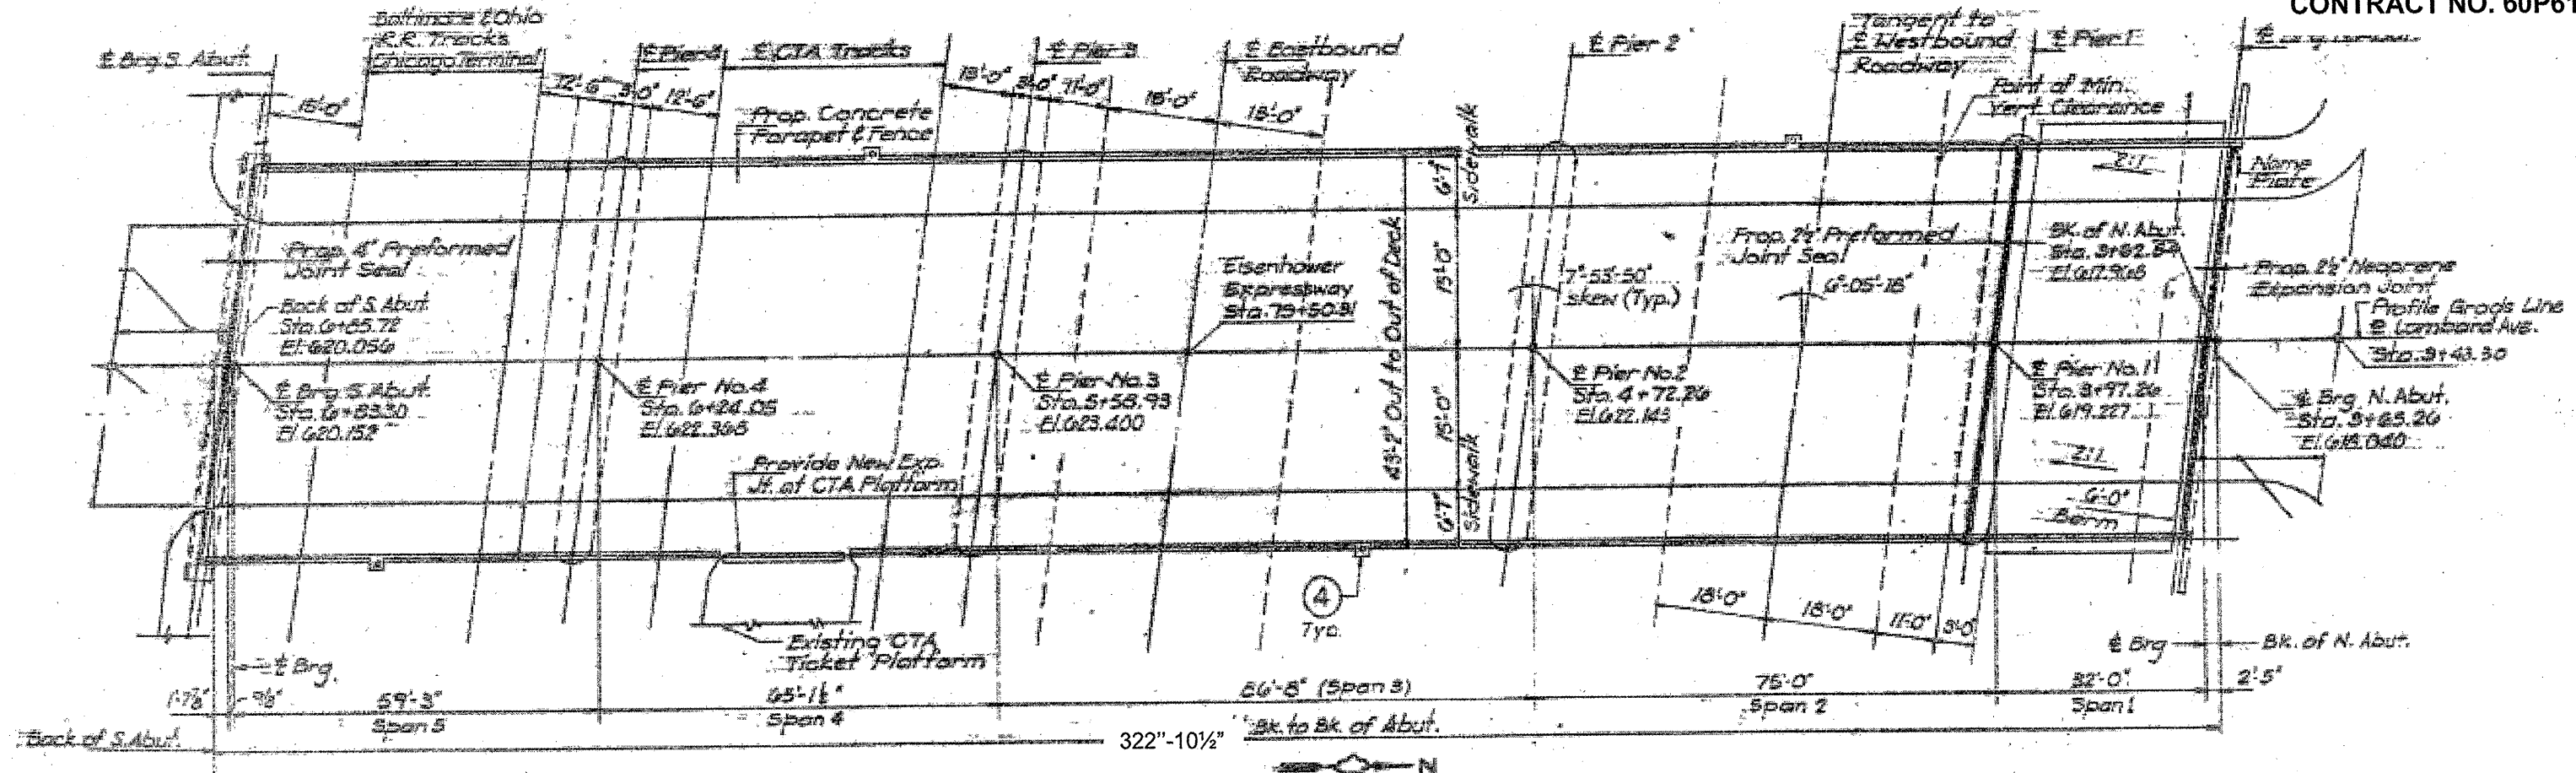 CONTRACT NO. 60P61
Baltimore & Ohio
R.R. Tracks
Chicago Terminal
℄ Brg. S. Abut.
℄ Pier 4
℄ CTA Tracks
℄ Pier 3
℄ Eastbound
Roadway
℄ Pier 2
Tangent to
℄ Westbound
Roadway
℄ Pier 1
℄
15'-0"
12'-6"
3'-0"
12'-6"
18'-0"
3'-0"
18'-0"
18'-0"
Prop. Concrete
Parapet & Fence
Point of Min.
Vert. Clearance
6'-7"
Sidewalk
2:1
Name
Plate
Prop. 4" Preformed
Joint Seal
Back of S. Abut.
Sta. 6+85.72
El. 620.056
Eisenhower
Expressway
Sta. 79+50.31
43'-2" Out to Out of Deck
15'-0"
7°-53'-50"
skew (Typ.)
Prop. 2½" Preformed
Joint Seal
6°-05'-18"
BK. of N. Abut.
Sta. 3+62.84
El. 617.968
Prop. 2½" Neoprene
Expansion Joint
Profile Grade Line
℄ Lombard Ave.
Sta. 3+43.30
℄ Brg. S. Abut.
Sta. 6+83.30
El. 620.152
℄ Pier No. 4
Sta. 6+24.05
El. 622.368
℄ Pier No. 3
Sta. 5+58.93
El. 623.400
℄ Pier No. 2
Sta. 4+72.26
El. 622.143
℄ Pier No. 1
Sta. 3+97.26
El. 619.227
℄ Brg. N. Abut.
Sta. 3+65.26
El. 618.040
15'-0"
Provide New Exp.
Jt. at CTA Platform
6'-7"
Sidewalk
2:1
6'-0"
Berm
4
Typ.
18'-0"
18'-0"
11'-0"
3'-0"
Existing CTA
Ticket Platform
℄ Brg.
℄ Brg
Bk. of N. Abut.
1'-7⅞"
9½"
59'-3"
65'-1½"
86'-8" (Span 3)
75'-0"
32'-0"
2'-5"
Span 5
Span 4
Span 2
Span 1
Back of S. Abut.
322"-10½"
Bk. to Bk. of Abut.
N